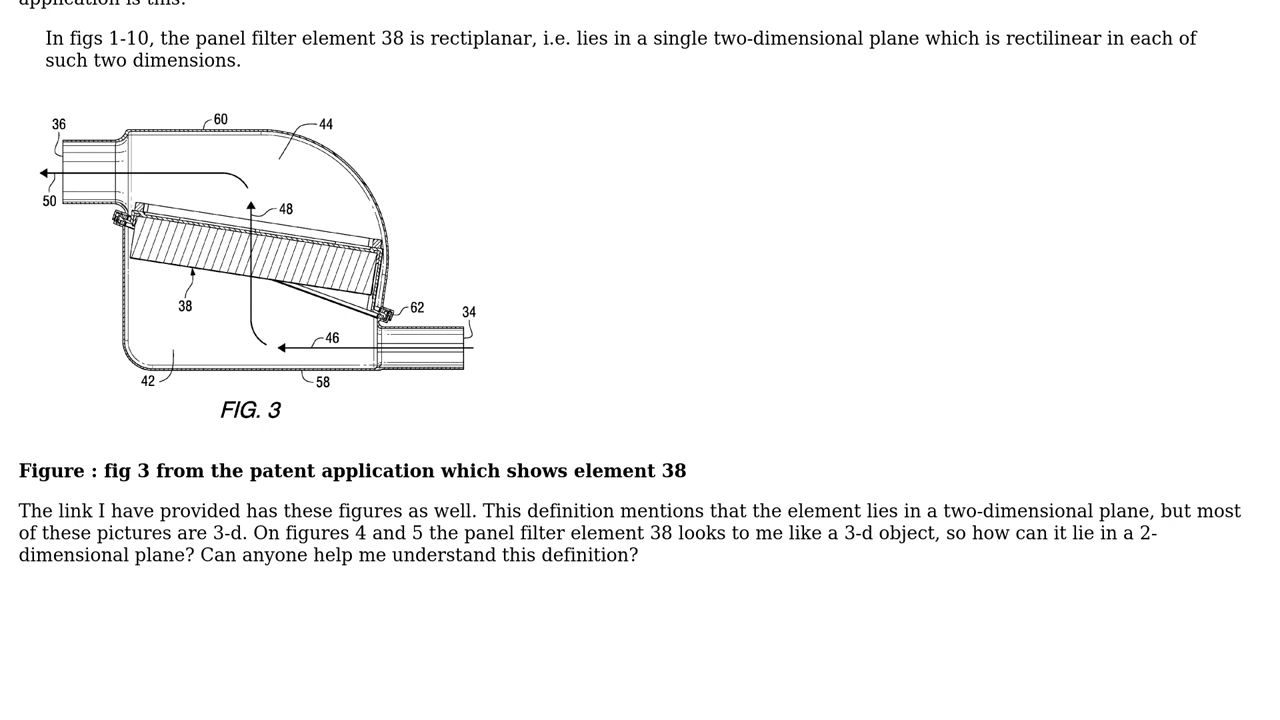 application is this:
In figs 1-10, the panel filter element 38 is rectiplanar, i.e. lies in a single two-dimensional plane which is rectilinear in each of
such two dimensions.
36
60
44
50
48
38
62
34
46
42
58
FIG. 3
Figure : fig 3 from the patent application which shows element 38
The link I have provided has these figures as well. This definition mentions that the element lies in a two-dimensional plane, but most
of these pictures are 3-d. On figures 4 and 5 the panel filter element 38 looks to me like a 3-d object, so how can it lie in a 2-
dimensional plane? Can anyone help me understand this definition?